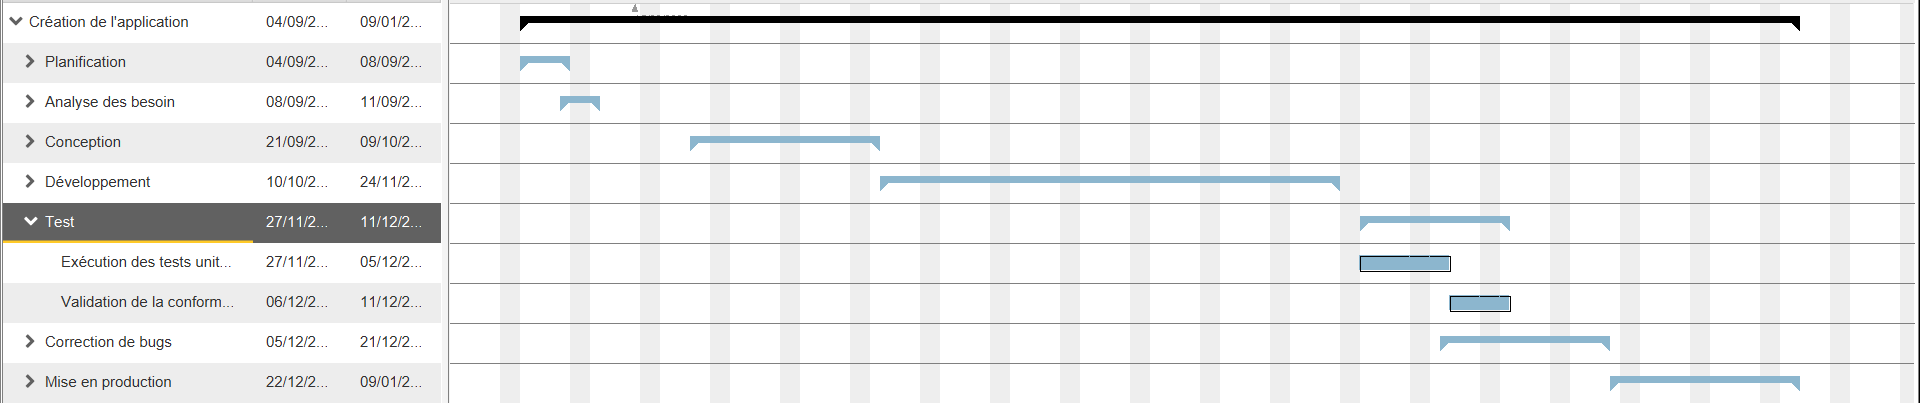 Création de l'application 04/09/2... 09/01/2...
Planification 04/09/2... 08/09/2...
Analyse des besoin 08/09/2... 11/09/2...
Conception 21/09/2... 09/10/2...
Développement 10/10/2... 24/11/2...
Test 27/11/2... 11/12/2...
Exécution des tests unit... 27/11/2... 05/12/2...
Validation de la conform... 06/12/2... 11/12/2...
Correction de bugs 05/12/2... 21/12/2...
Mise en production 22/12/2... 09/01/2...